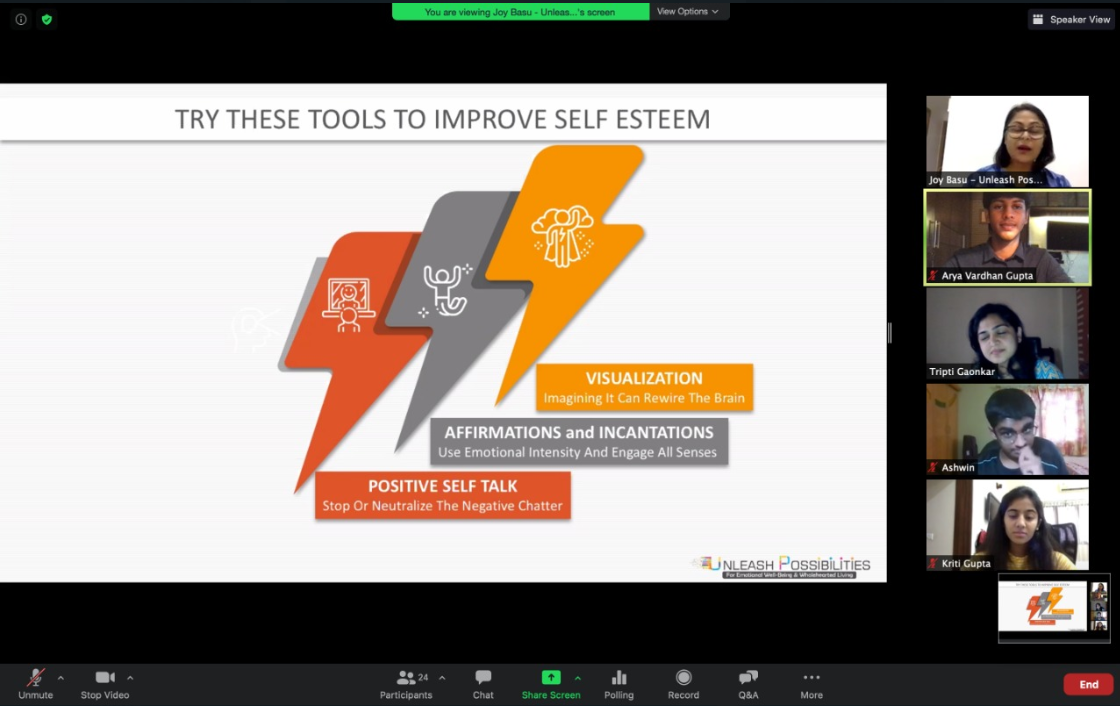 You are viewing Joy Basu - Unleas...'s screen
View Options
Speaker View
TRY THESE TOOLS TO IMPROVE SELF ESTEEM
VISUALIZATION
Imagining It Can Rewire The Brain
AFFIRMATIONS and INCANTATIONS
Use Emotional Intensity And Engage All Senses
POSITIVE SELF TALK
Stop Or Neutralize The Negative Chatter
UNLEASH POSSIBILITIES
For Emotional Well-Being & Wholehearted Living
Joy Basu - Unleash Pos...
Arya Vardhan Gupta
Tripti Gaonkar
Ashwin
Kriti Gupta
Unmute
Stop Video
24
Participants
Chat
Share Screen
Polling
Record
Q&A
More
End